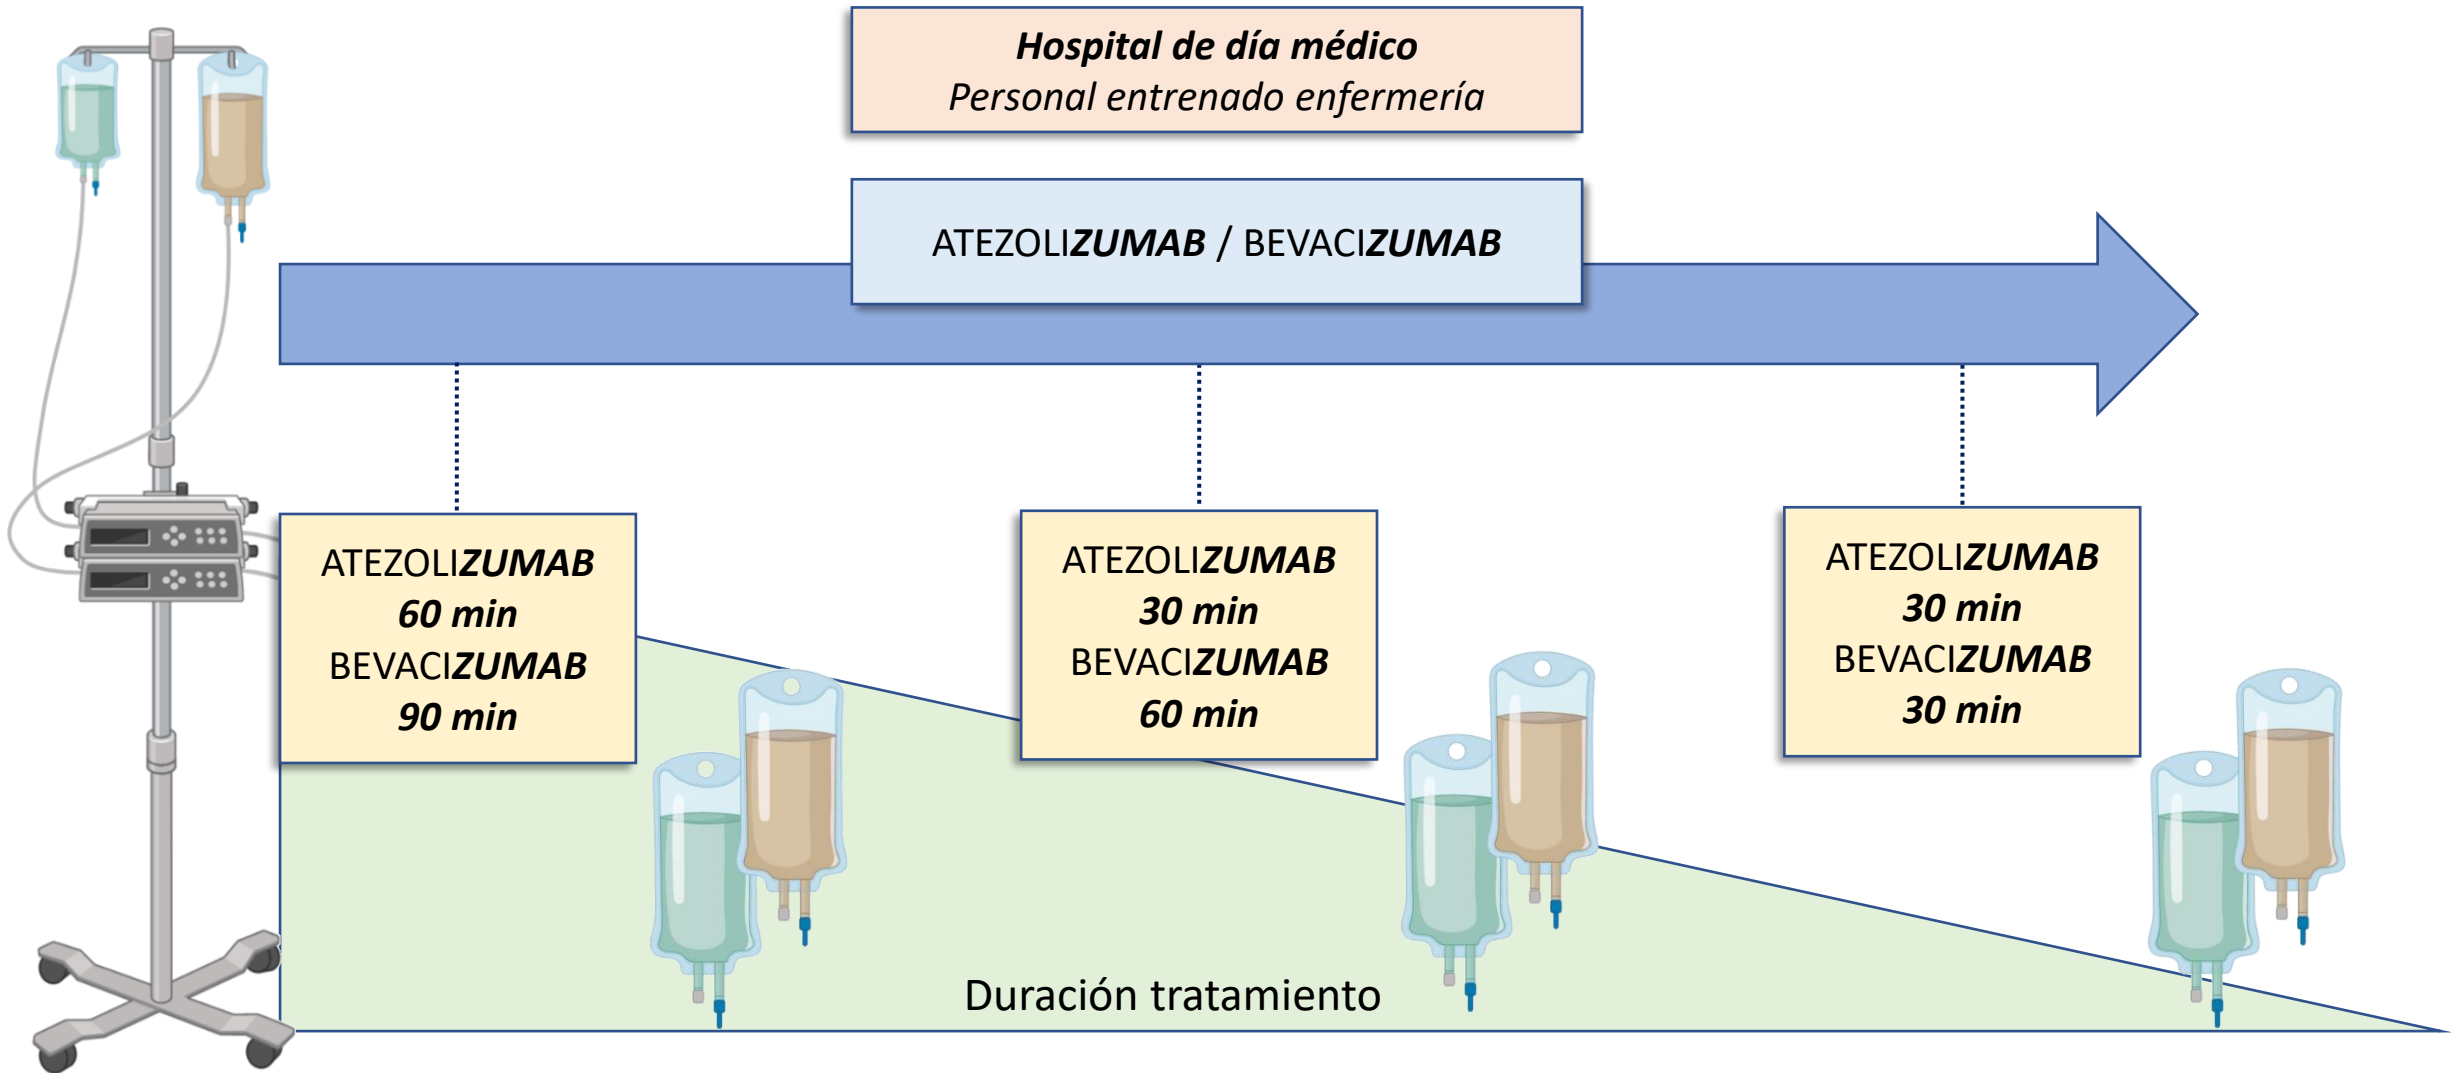 Hospital de día médico
Personal entrenado enfermería
ATEZOLIZUMAB / BEVACIZUMAB
ATEZOLIZUMAB
60 min
BEVACIZUMAB
90 min
ATEZOLIZUMAB
30 min
BEVACIZUMAB
60 min
ATEZOLIZUMAB
30 min
BEVACIZUMAB
30 min
Duración tratamiento